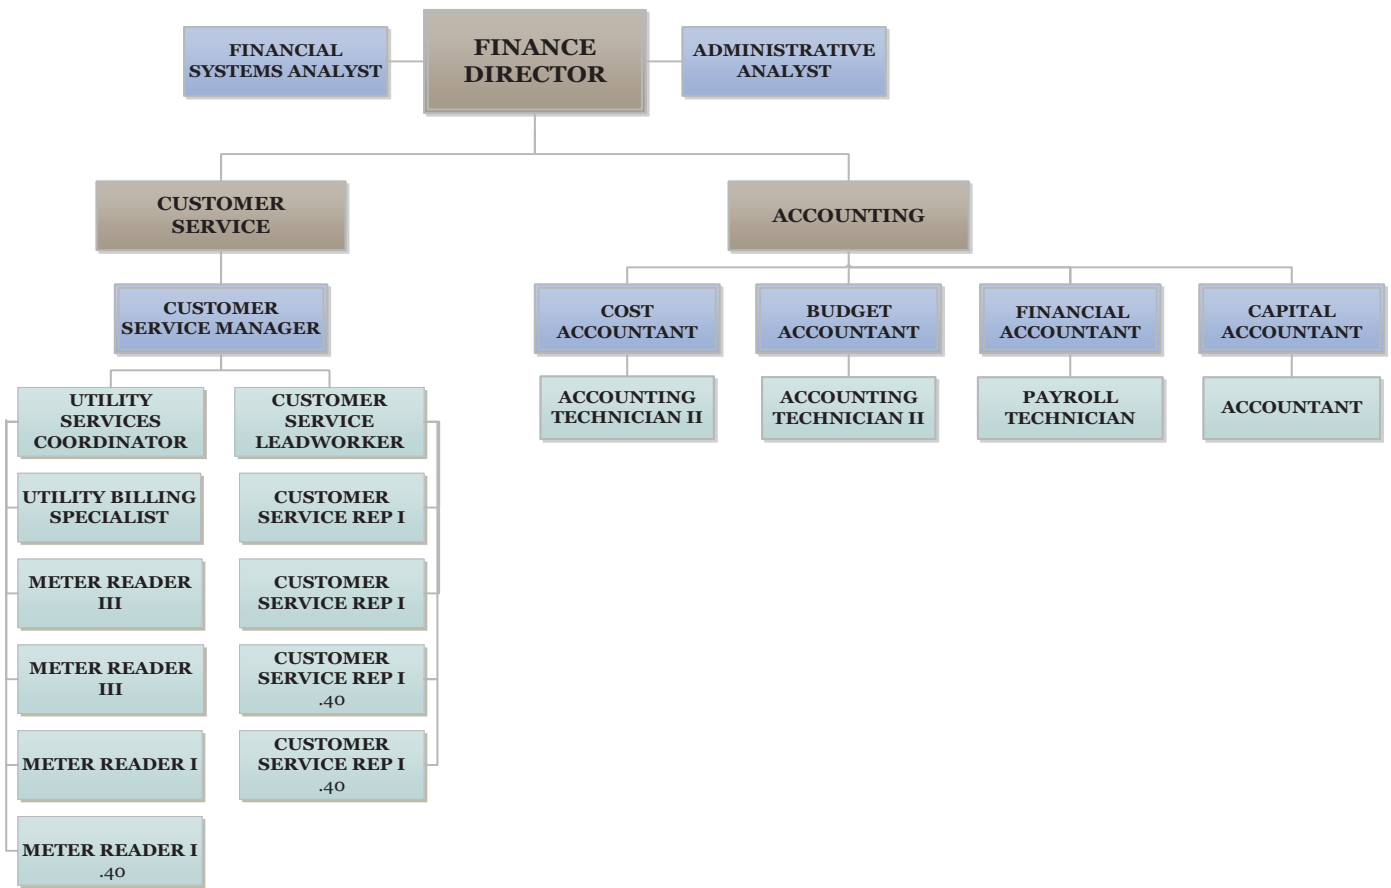 FINANCIAL
SYSTEMS ANALYST
FINANCE
DIRECTOR
ADMINISTRATIVE
ANALYST
CUSTOMER
SERVICE
ACCOUNTING
CUSTOMER
SERVICE MANAGER
COST
ACCOUNTANT
BUDGET
ACCOUNTANT
FINANCIAL
ACCOUNTANT
CAPITAL
ACCOUNTANT
UTILITY
SERVICES
COORDINATOR
CUSTOMER
SERVICE
LEADWORKER
ACCOUNTING
TECHNICIAN II
ACCOUNTING
TECHNICIAN II
PAYROLL
TECHNICIAN
ACCOUNTANT
UTILITY BILLING
SPECIALIST
CUSTOMER
SERVICE REP I
METER READER
III
CUSTOMER
SERVICE REP I
METER READER
III
CUSTOMER
SERVICE REP I
.40
METER READER I
CUSTOMER
SERVICE REP I
.40
METER READER I
.40